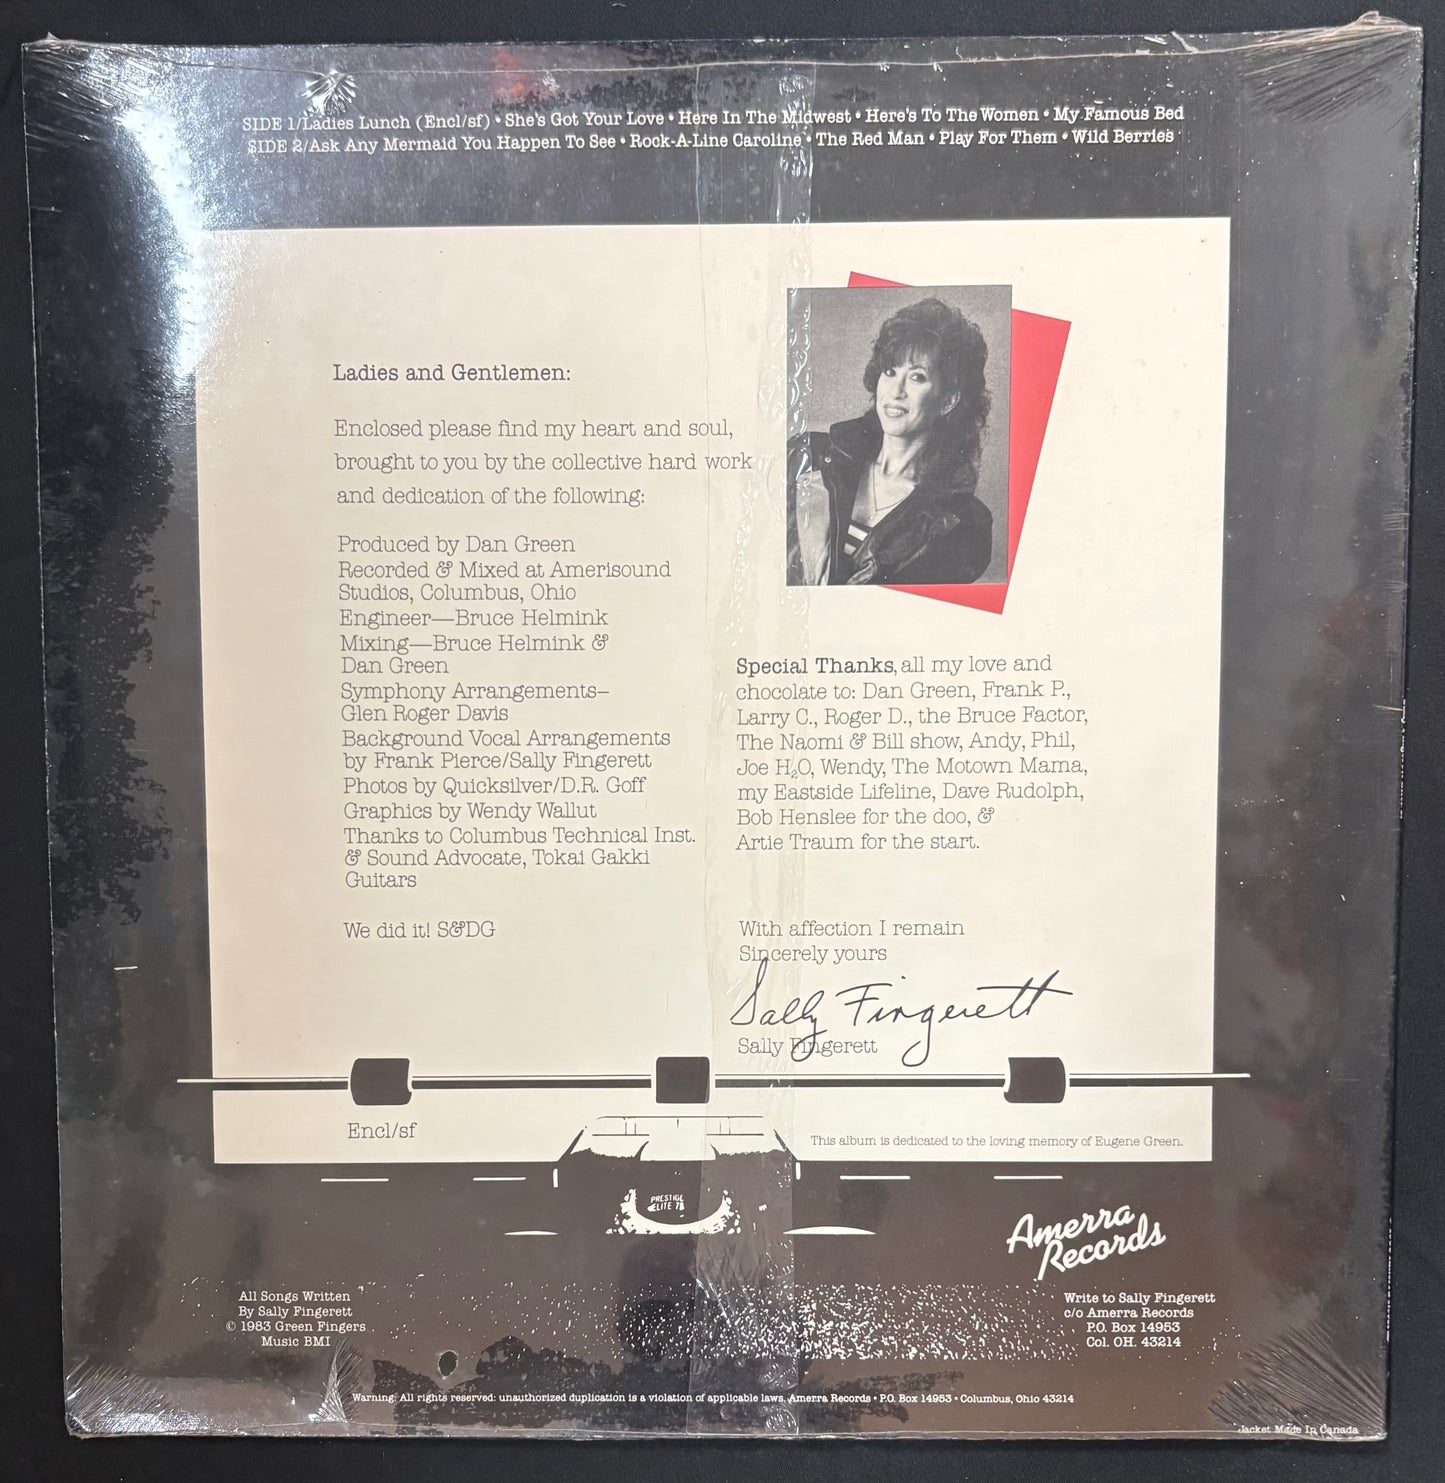 SIDE 1/Ladies Lunch (Encl/sf) • She's Got Your Love • Here In The Midwest • Here's To The Women • My Famous Bed
SIDE 2/Ask Any Mermaid You Happen To See • Rock-A-Line Caroline • The Red Man • Play For Them • Wild Berries
Ladies and Gentlemen:
Enclosed please find my heart and soul,
brought to you by the collective hard work
and dedication of the following:
Produced by Dan Green
Recorded & Mixed at Amerisound
Studios, Columbus, Ohio
Engineer—Bruce Helmink
Mixing—Bruce Helmink &
Dan Green
Symphony Arrangements–
Glen Roger Davis
Background Vocal Arrangements
by Frank Pierce/Sally Fingerett
Photos by Quicksilver/D.R. Goff
Graphics by Wendy Wallut
Thanks to Columbus Technical Inst.
& Sound Advocate, Tokai Gakki
Guitars
We did it! S&DG
Special Thanks, all my love and
chocolate to: Dan Green, Frank P.,
Larry C., Roger D., the Bruce Factor,
The Naomi & Bill show, Andy, Phil,
Joe H₂O, Wendy, The Motown Mama,
my Eastside Lifeline, Dave Rudolph,
Bob Henslee for the doo, &
Artie Traum for the start.
With affection I remain
Sincerely yours
Sally Fingerett
Sally Fingerett
Encl/sf
This album is dedicated to the loving memory of Eugene Green.
PRESTIGE
ELITE 78
Amerra
Records
All Songs Written
By Sally Fingerett
© 1983 Green Fingers
Music BMI
Write to Sally Fingerett
c/o Amerra Records
P.O. Box 14953
Col. OH. 43214
Warning: All rights reserved: unauthorized duplication is a violation of applicable laws. Amerra Records • P.O. Box 14953 • Columbus, Ohio 43214
Jacket Made In Canada